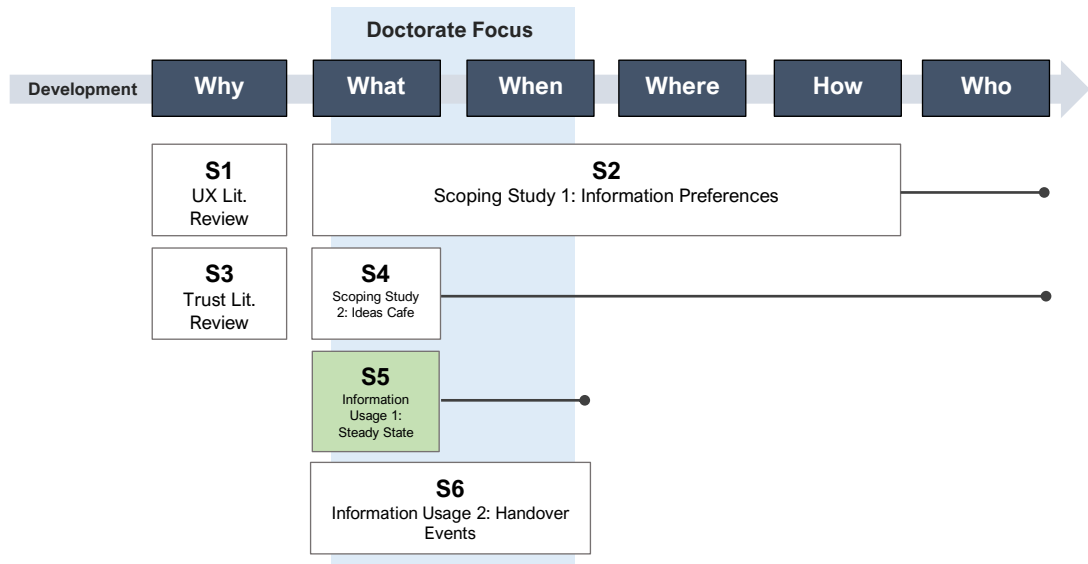 Doctorate Focus
Development
Why
What
When
Where
How
Who
S1
UX Lit.
Review
S2
Scoping Study 1: Information Preferences
S3
Trust Lit.
Review
S4
Scoping Study
2: Ideas Cafe
S5
Information
Usage 1:
Steady State
S6
Information Usage 2: Handover
Events